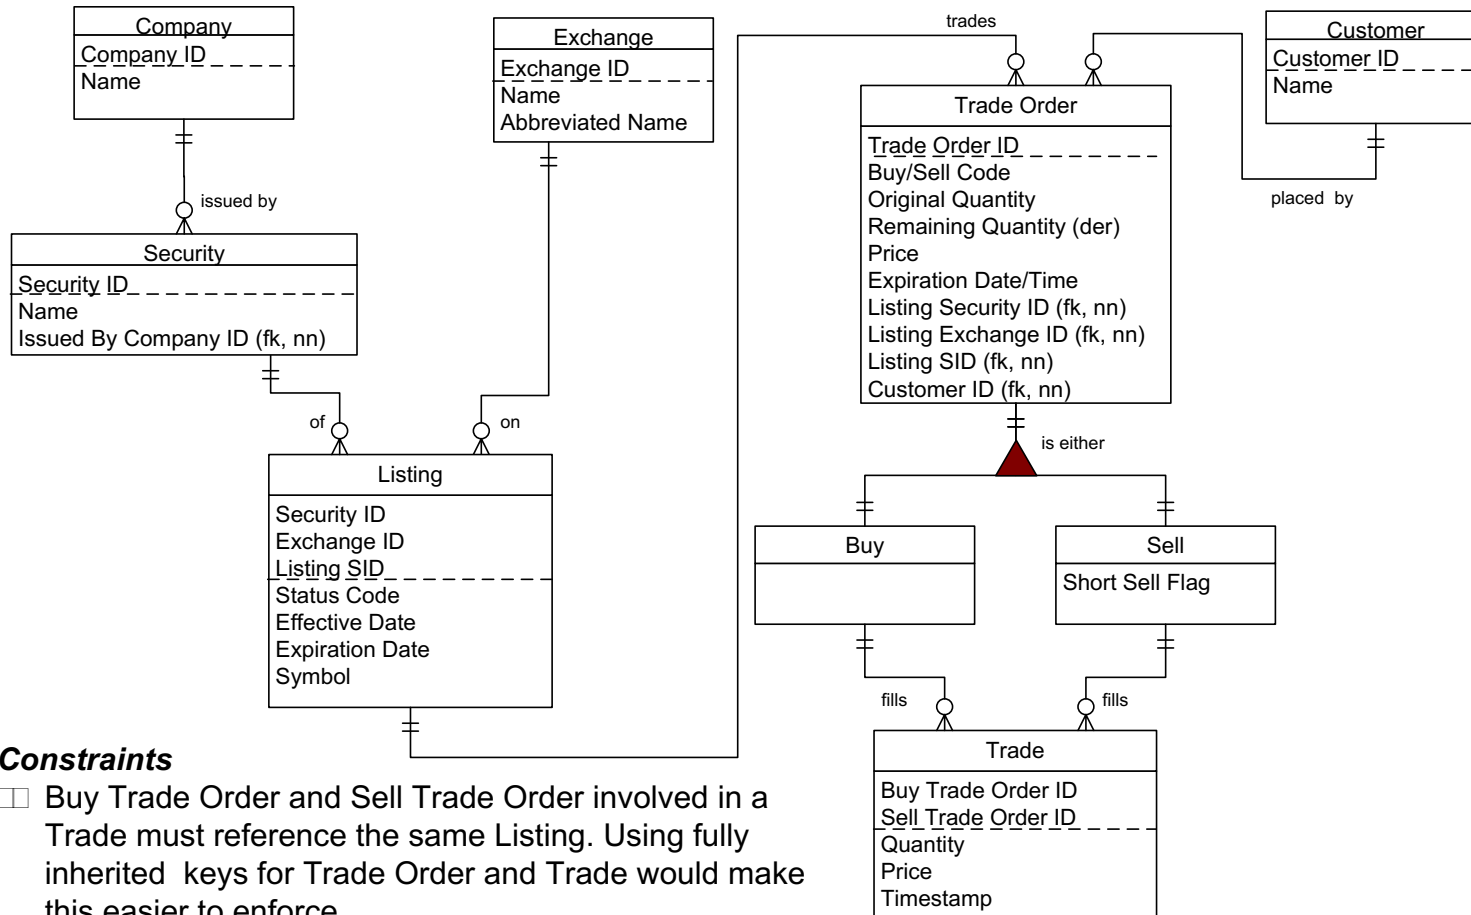 Company
Company ID
Name
Exchange
Exchange ID
Name
Abbreviated Name
trades
Customer
Customer ID
Name
placed by
Trade Order
Trade Order ID
Buy/Sell Code
Original Quantity
Remaining Quantity (der)
Price
Expiration Date/Time
Listing Security ID (fk, nn)
Listing Exchange ID (fk, nn)
Listing SID (fk, nn)
Customer ID (fk, nn)
issued by
Security
Security ID
Name
Issued By Company ID (fk, nn)
of
on
Listing
Security ID
Exchange ID
Listing SID
Status Code
Effective Date
Expiration Date
Symbol
is either
Buy
Sell
Short Sell Flag
fills
fills
Trade
Buy Trade Order ID
Sell Trade Order ID
Quantity
Price
Timestamp
Constraints
Buy Trade Order and Sell Trade Order involved in a
Trade must reference the same Listing. Using fully
inherited keys for Trade Order and Trade would make
this easier to enforce